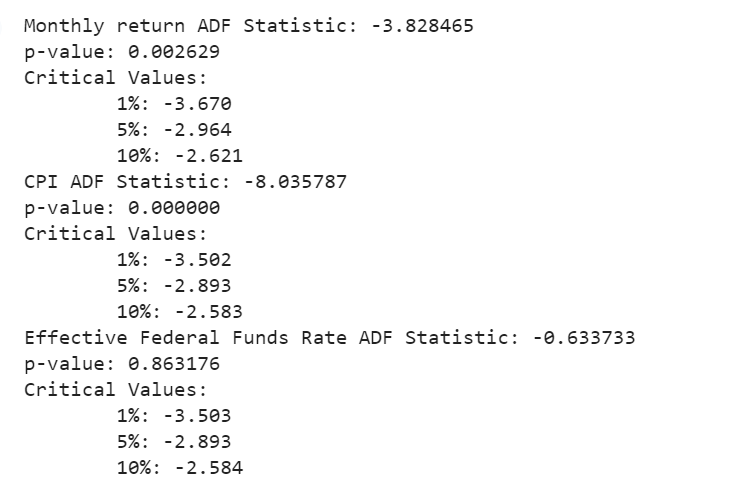 Monthly return ADF Statistic: -3.828465
p-value: 0.002629
Critical Values:
1%: -3.670
5%: -2.964
10%: -2.621
CPI ADF Statistic: -8.035787
p-value: 0.000000
Critical Values:
1%: -3.502
5%: -2.893
10%: -2.583
Effective Federal Funds Rate ADF Statistic: -0.633733
p-value: 0.863176
Critical Values:
1%: -3.503
5%: -2.893
10%: -2.584